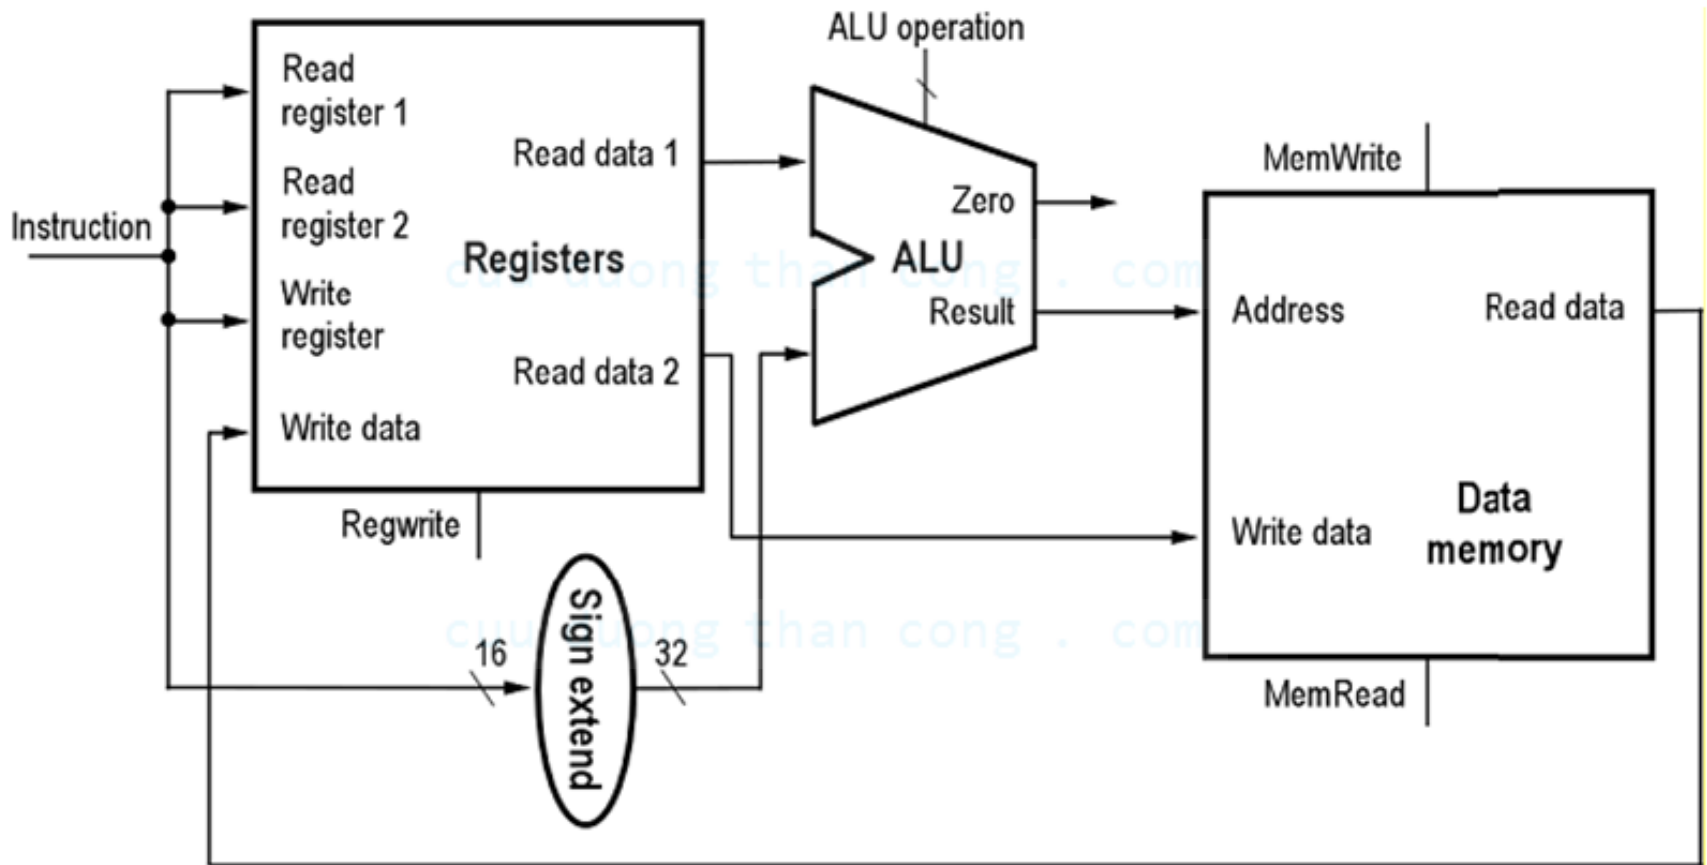 ALU operation
Read
register 1
Read data 1
MemWrite
Read
register 2
Zero
Instruction
Registers
ALU
cuu duong than cong . com
Write
register
Result
Address
Read data
Read data 2
Write data
Regwrite
Data
memory
Write data
Sign extend
cuu duong than cong . com
16
32
MemRead